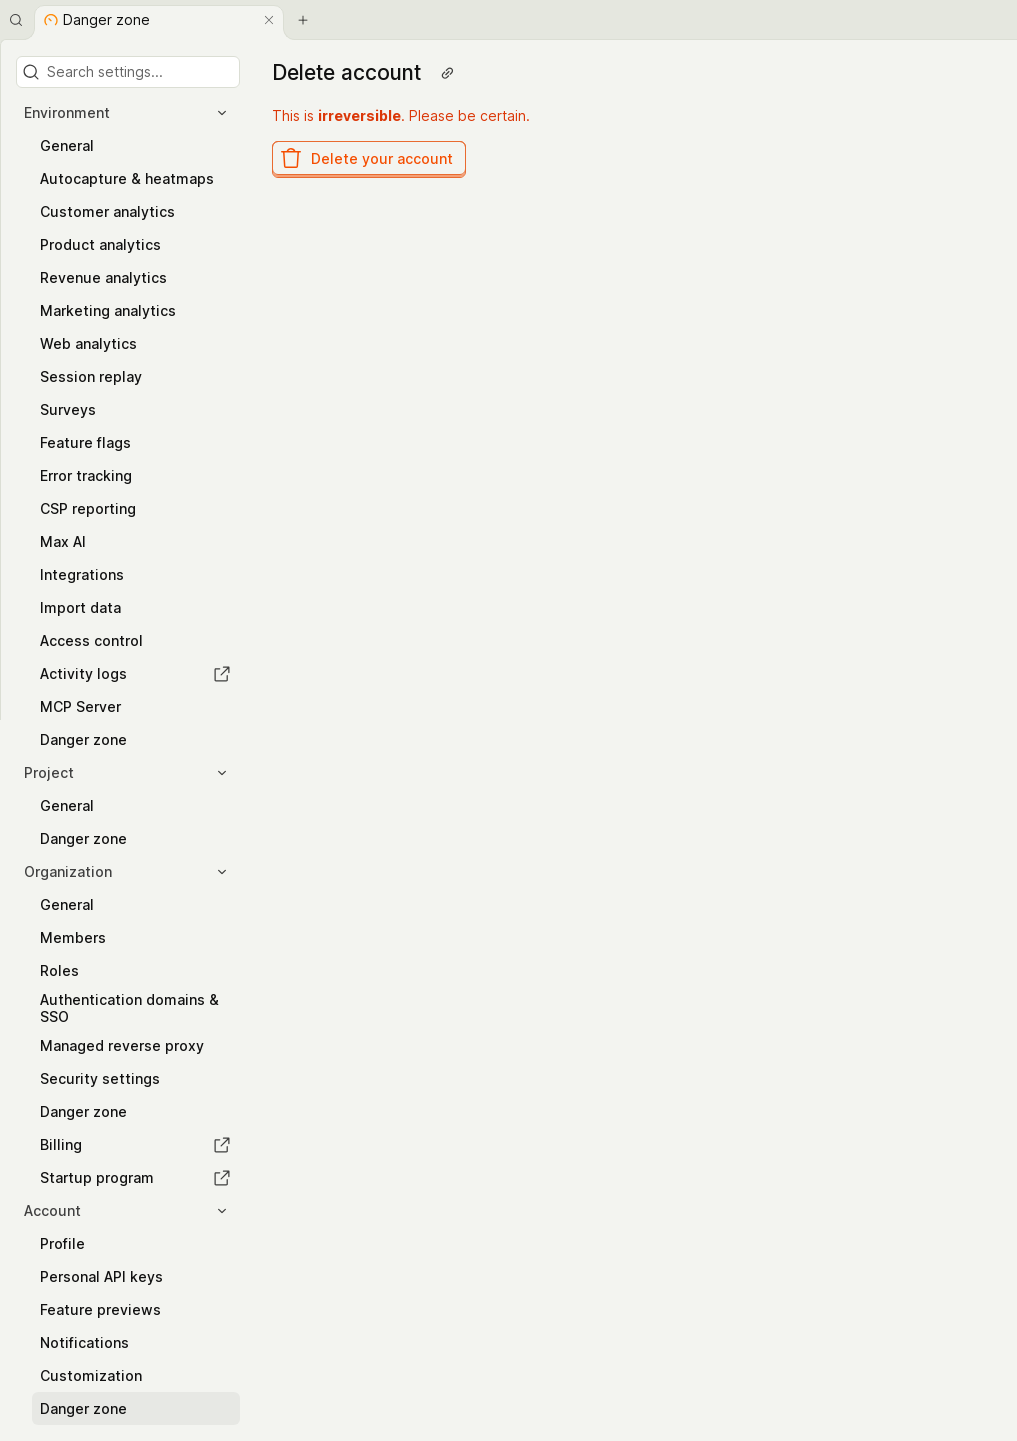 Danger zone
Search settings...
Environment
General
Autocapture & heatmaps
Customer analytics
Product analytics
Revenue analytics
Marketing analytics
Web analytics
Session replay
Surveys
Feature flags
Error tracking
CSP reporting
Max AI
Integrations
Import data
Access control
Activity logs
MCP Server
Danger zone
Project
General
Danger zone
Organization
General
Members
Roles
Authentication domains &
SSO
Managed reverse proxy
Security settings
Danger zone
Billing
Startup program
Account
Profile
Personal API keys
Feature previews
Notifications
Customization
Danger zone
Delete account
This is irreversible. Please be certain.
Delete your account